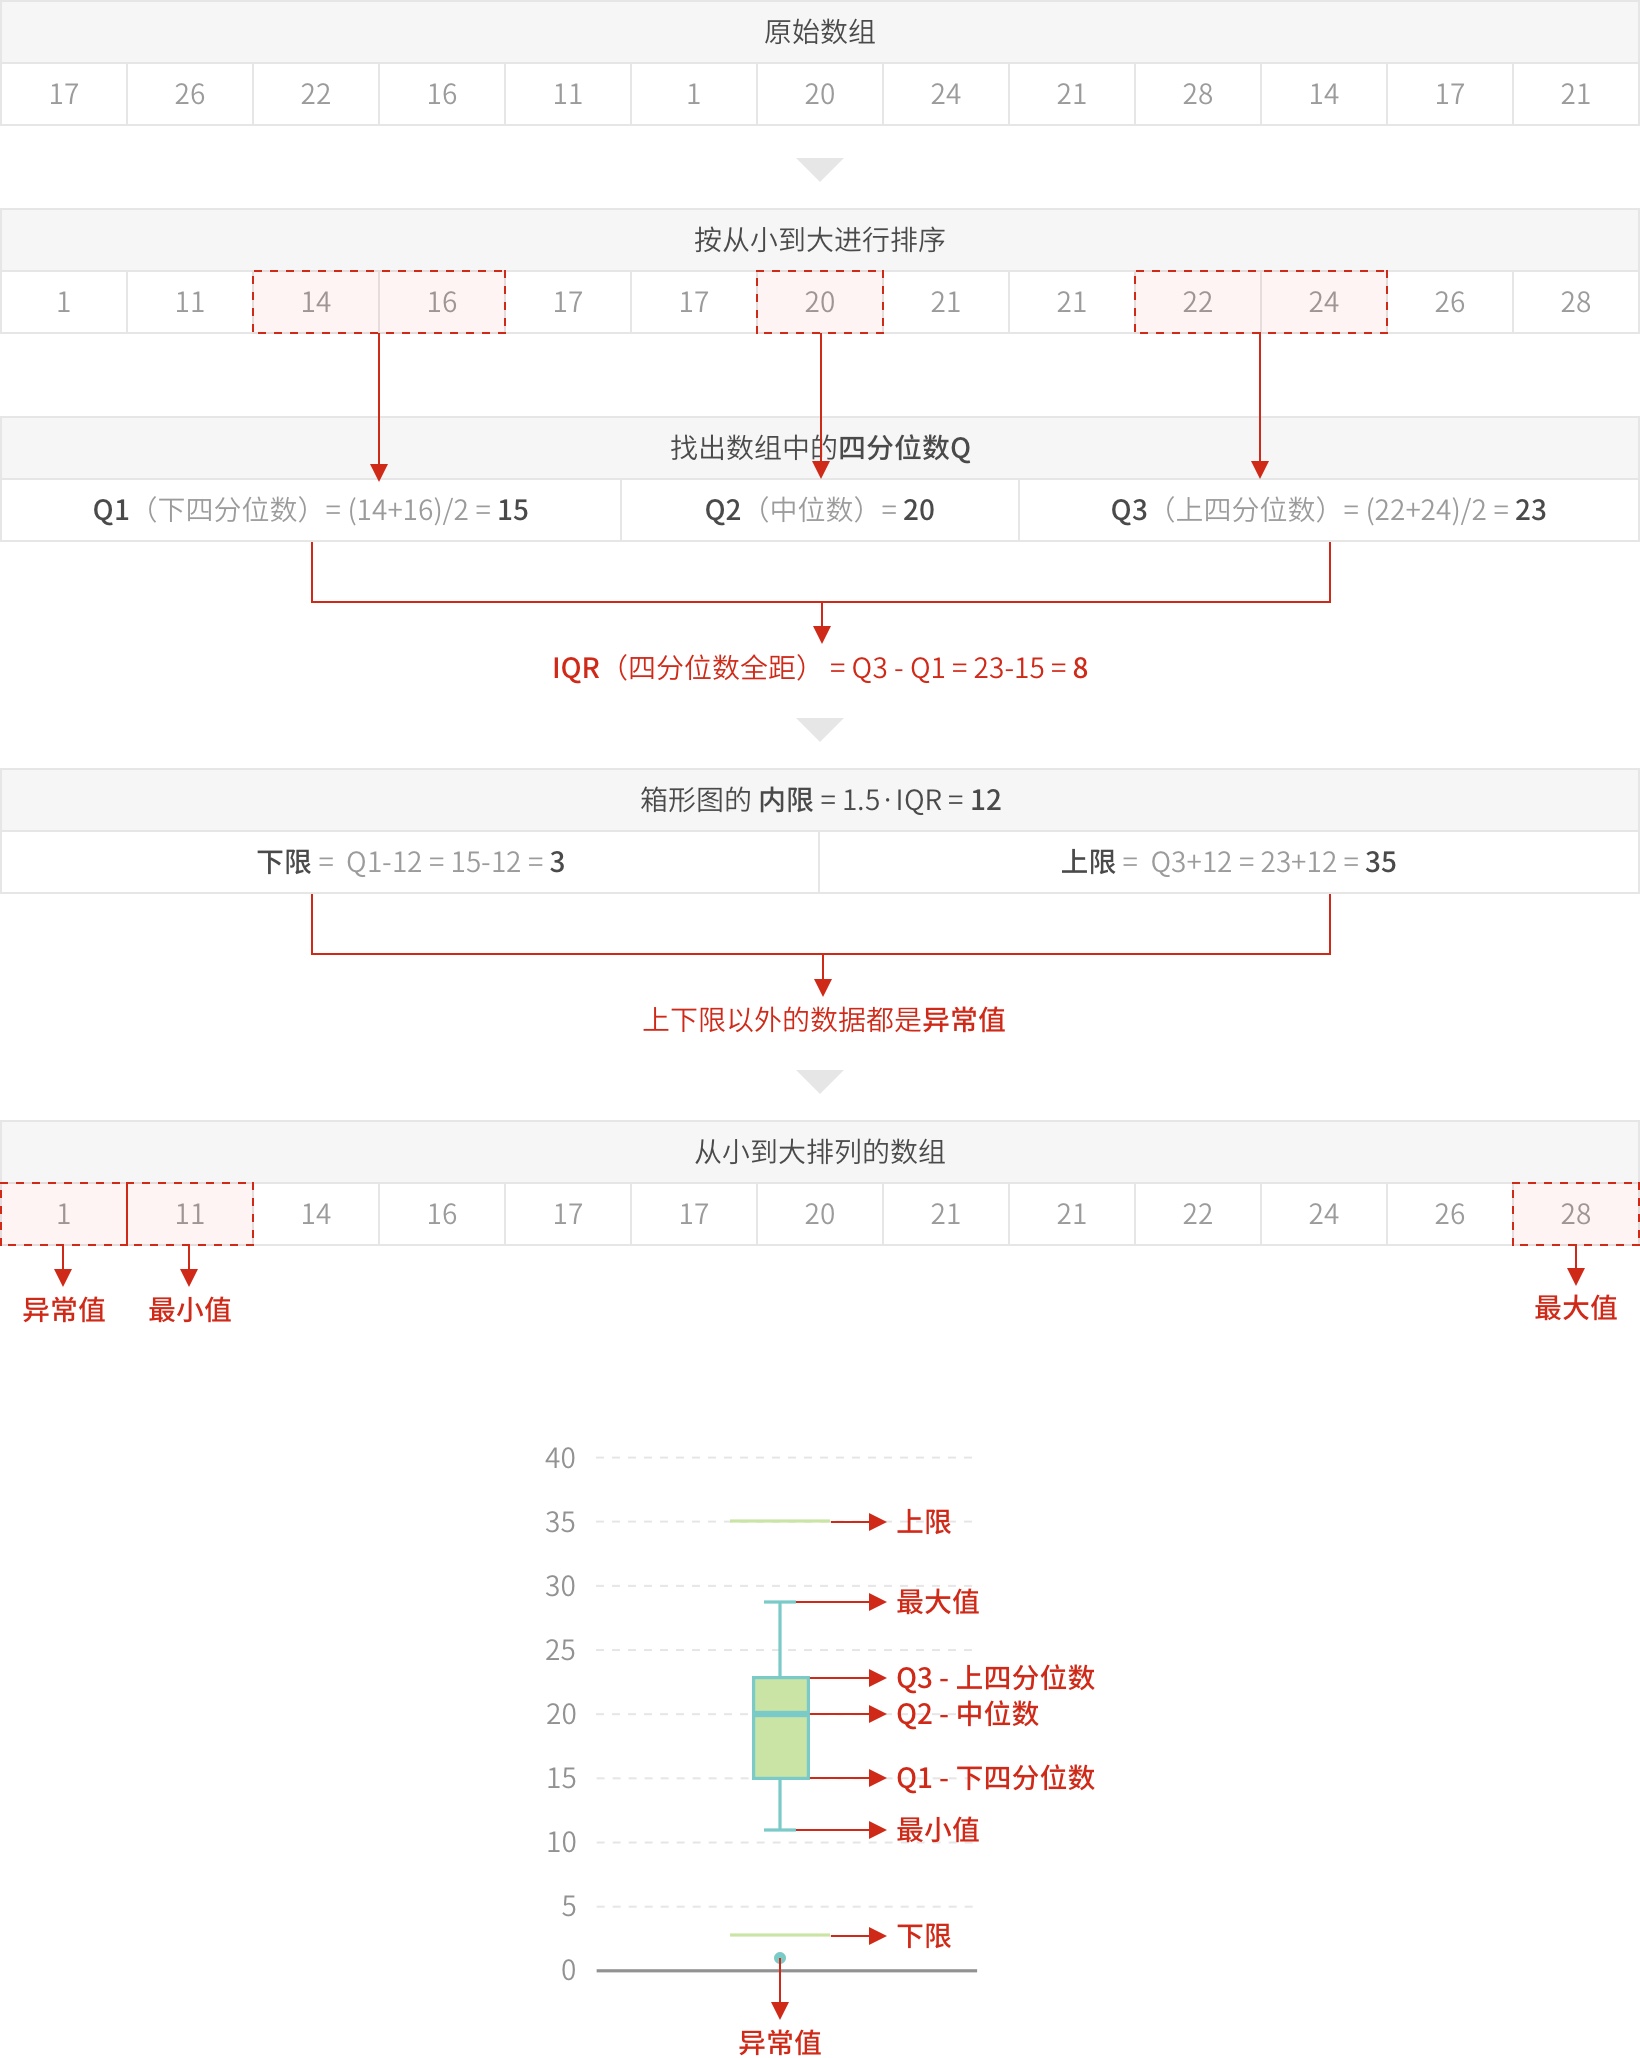 原始数组
17 26 22 16 11 1 20 24 21 28 14 17 21
按从小到大进行排序
1 11 14 16 17 17 20 21 21 22 24 26 28
找出数组中的四分位数Q
Q1（下四分位数）= (14+16)/2 = 15 Q2（中位数）= 20 Q3（上四分位数）= (22+24)/2 = 23
IQR（四分位数全距） = Q3 - Q1 = 23-15 = 8
箱形图的 内限 = 1.5·IQR = 12
下限 = Q1-12 = 15-12 = 3 上限 = Q3+12 = 23+12 = 35
上下限以外的数据都是异常值
从小到大排列的数组
1 11 14 16 17 17 20 21 21 22 24 26 28
异常值 最小值 最大值
40
35 上限
30
最大值
25
Q3 - 上四分位数
20 Q2 - 中位数
15 Q1 - 下四分位数
最小值
10
5
下限
0
异常值